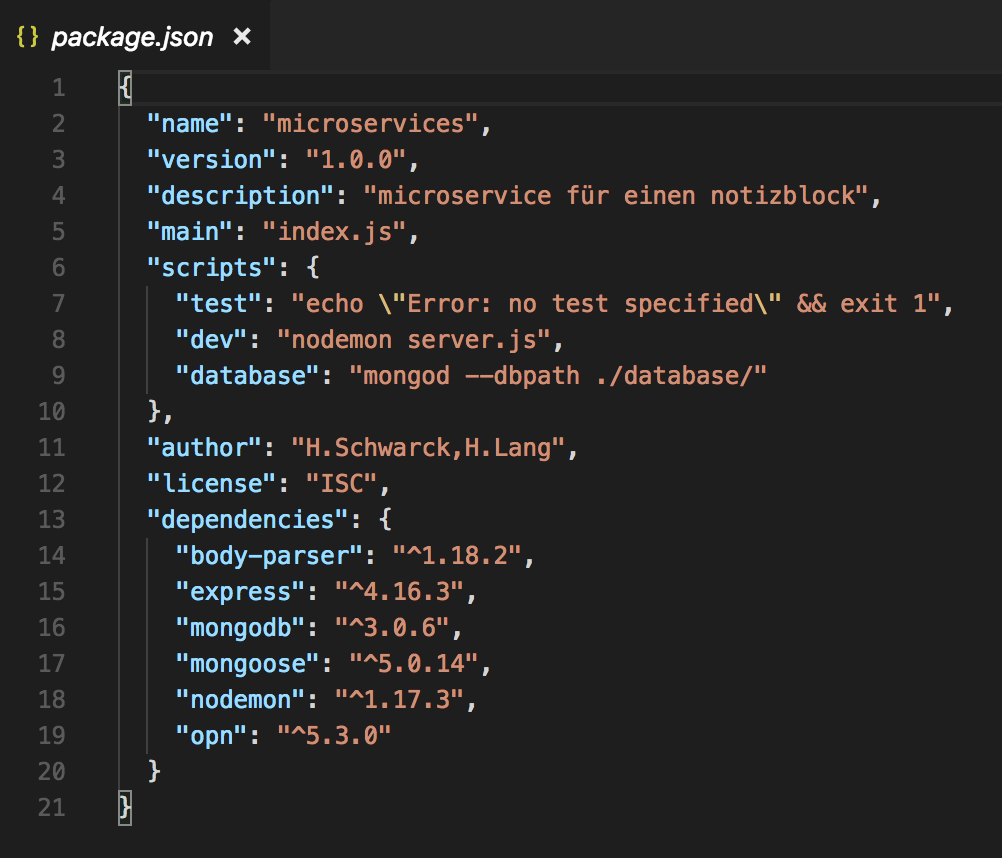 {} package.json ×
1 {
2 "name": "microservices",
3 "version": "1.0.0",
4 "description": "microservice für einen notizblock",
5 "main": "index.js",
6 "scripts": {
7 "test": "echo \"Error: no test specified\" && exit 1",
8 "dev": "nodemon server.js",
9 "database": "mongod --dbpath ./database/"
10 },
11 "author": "H.Schwarck,H.Lang",
12 "license": "ISC",
13 "dependencies": {
14 "body-parser": "^1.18.2",
15 "express": "^4.16.3",
16 "mongodb": "^3.0.6",
17 "mongoose": "^5.0.14",
18 "nodemon": "^1.17.3",
19 "opn": "^5.3.0"
20 }
21 }